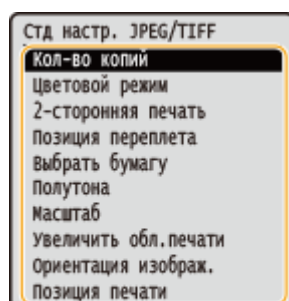 Стд настр. JPEG/TIFF
Кол-во копий
Цветовой режим
2-сторонняя печать
Позиция переплета
Выбрать бумагу
Полутона
Масштаб
Увеличить обл.печати
Ориентация изображ.
Позиция печати